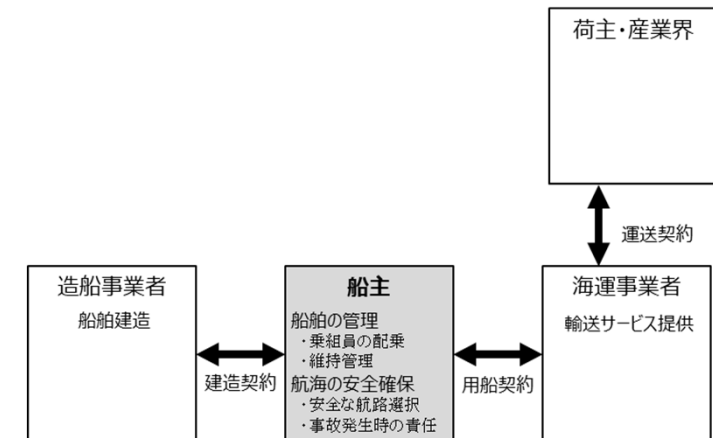 荷主・産業界
運送契約
造船事業者
船舶建造
建造契約
船主
船舶の管理
・乗組員の配乗
・維持管理
航海の安全確保
・安全な航路選択
・事故発生時の責任
用船契約
海運事業者
輸送サービス提供